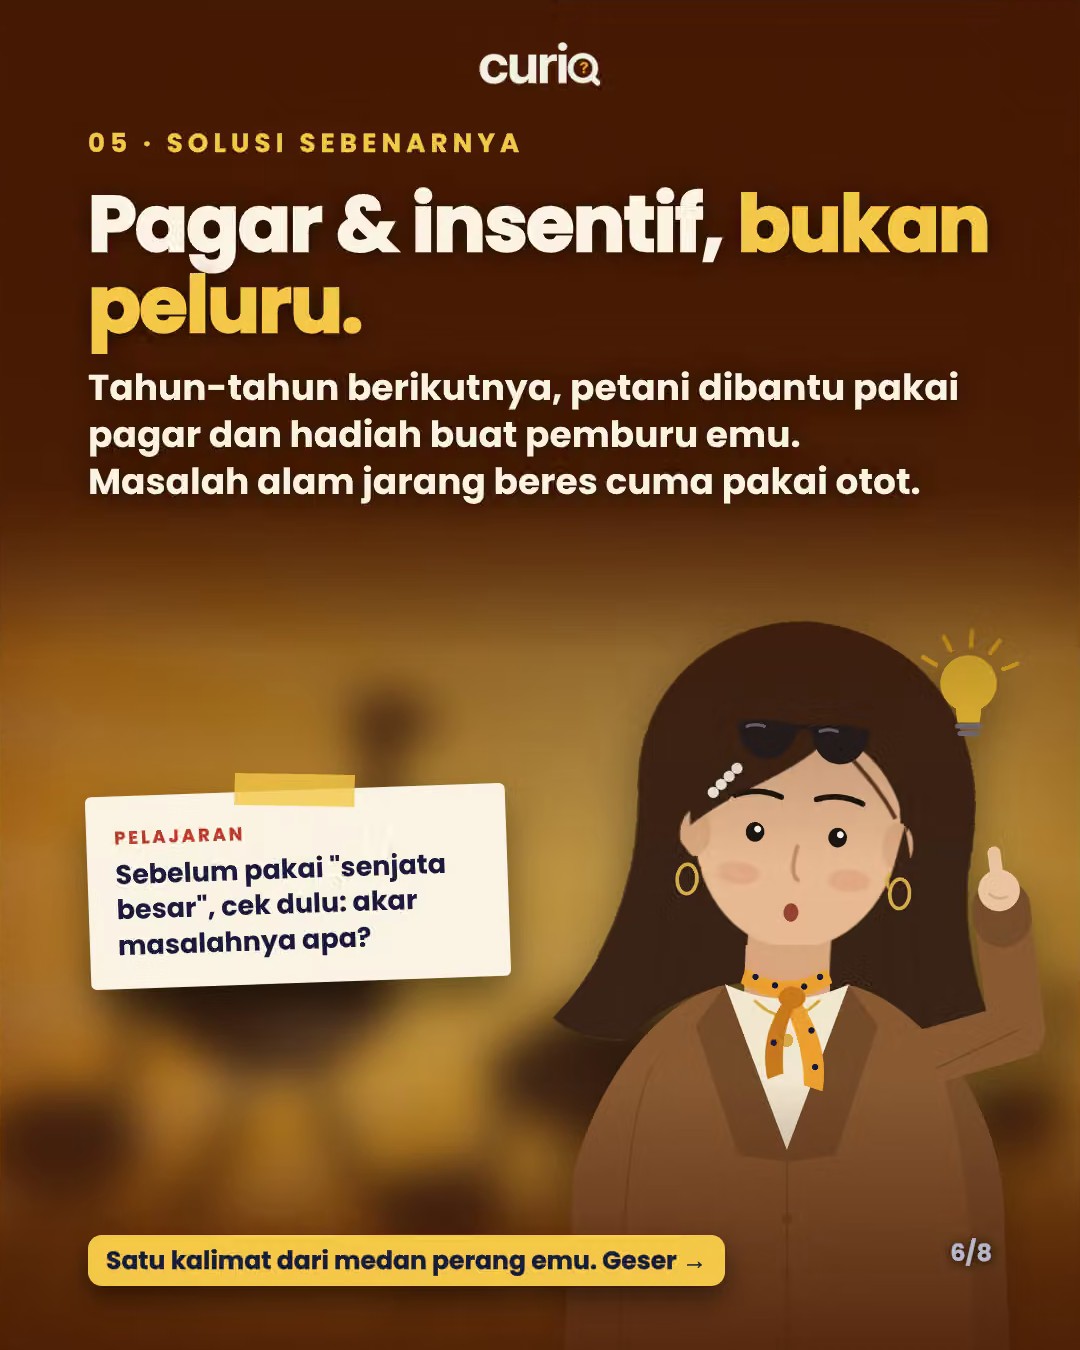 curiQ
05 · SOLUSI SEBENARNYA
Pagar & insentif, bukan
peluru.
Tahun-tahun berikutnya, petani dibantu pakai
pagar dan hadiah buat pemburu emu.
Masalah alam jarang beres cuma pakai otot.
PELAJARAN
Sebelum pakai "senjata
besar", cek dulu: akar
masalahnya apa?
Satu kalimat dari medan perang emu. Geser →
6/8